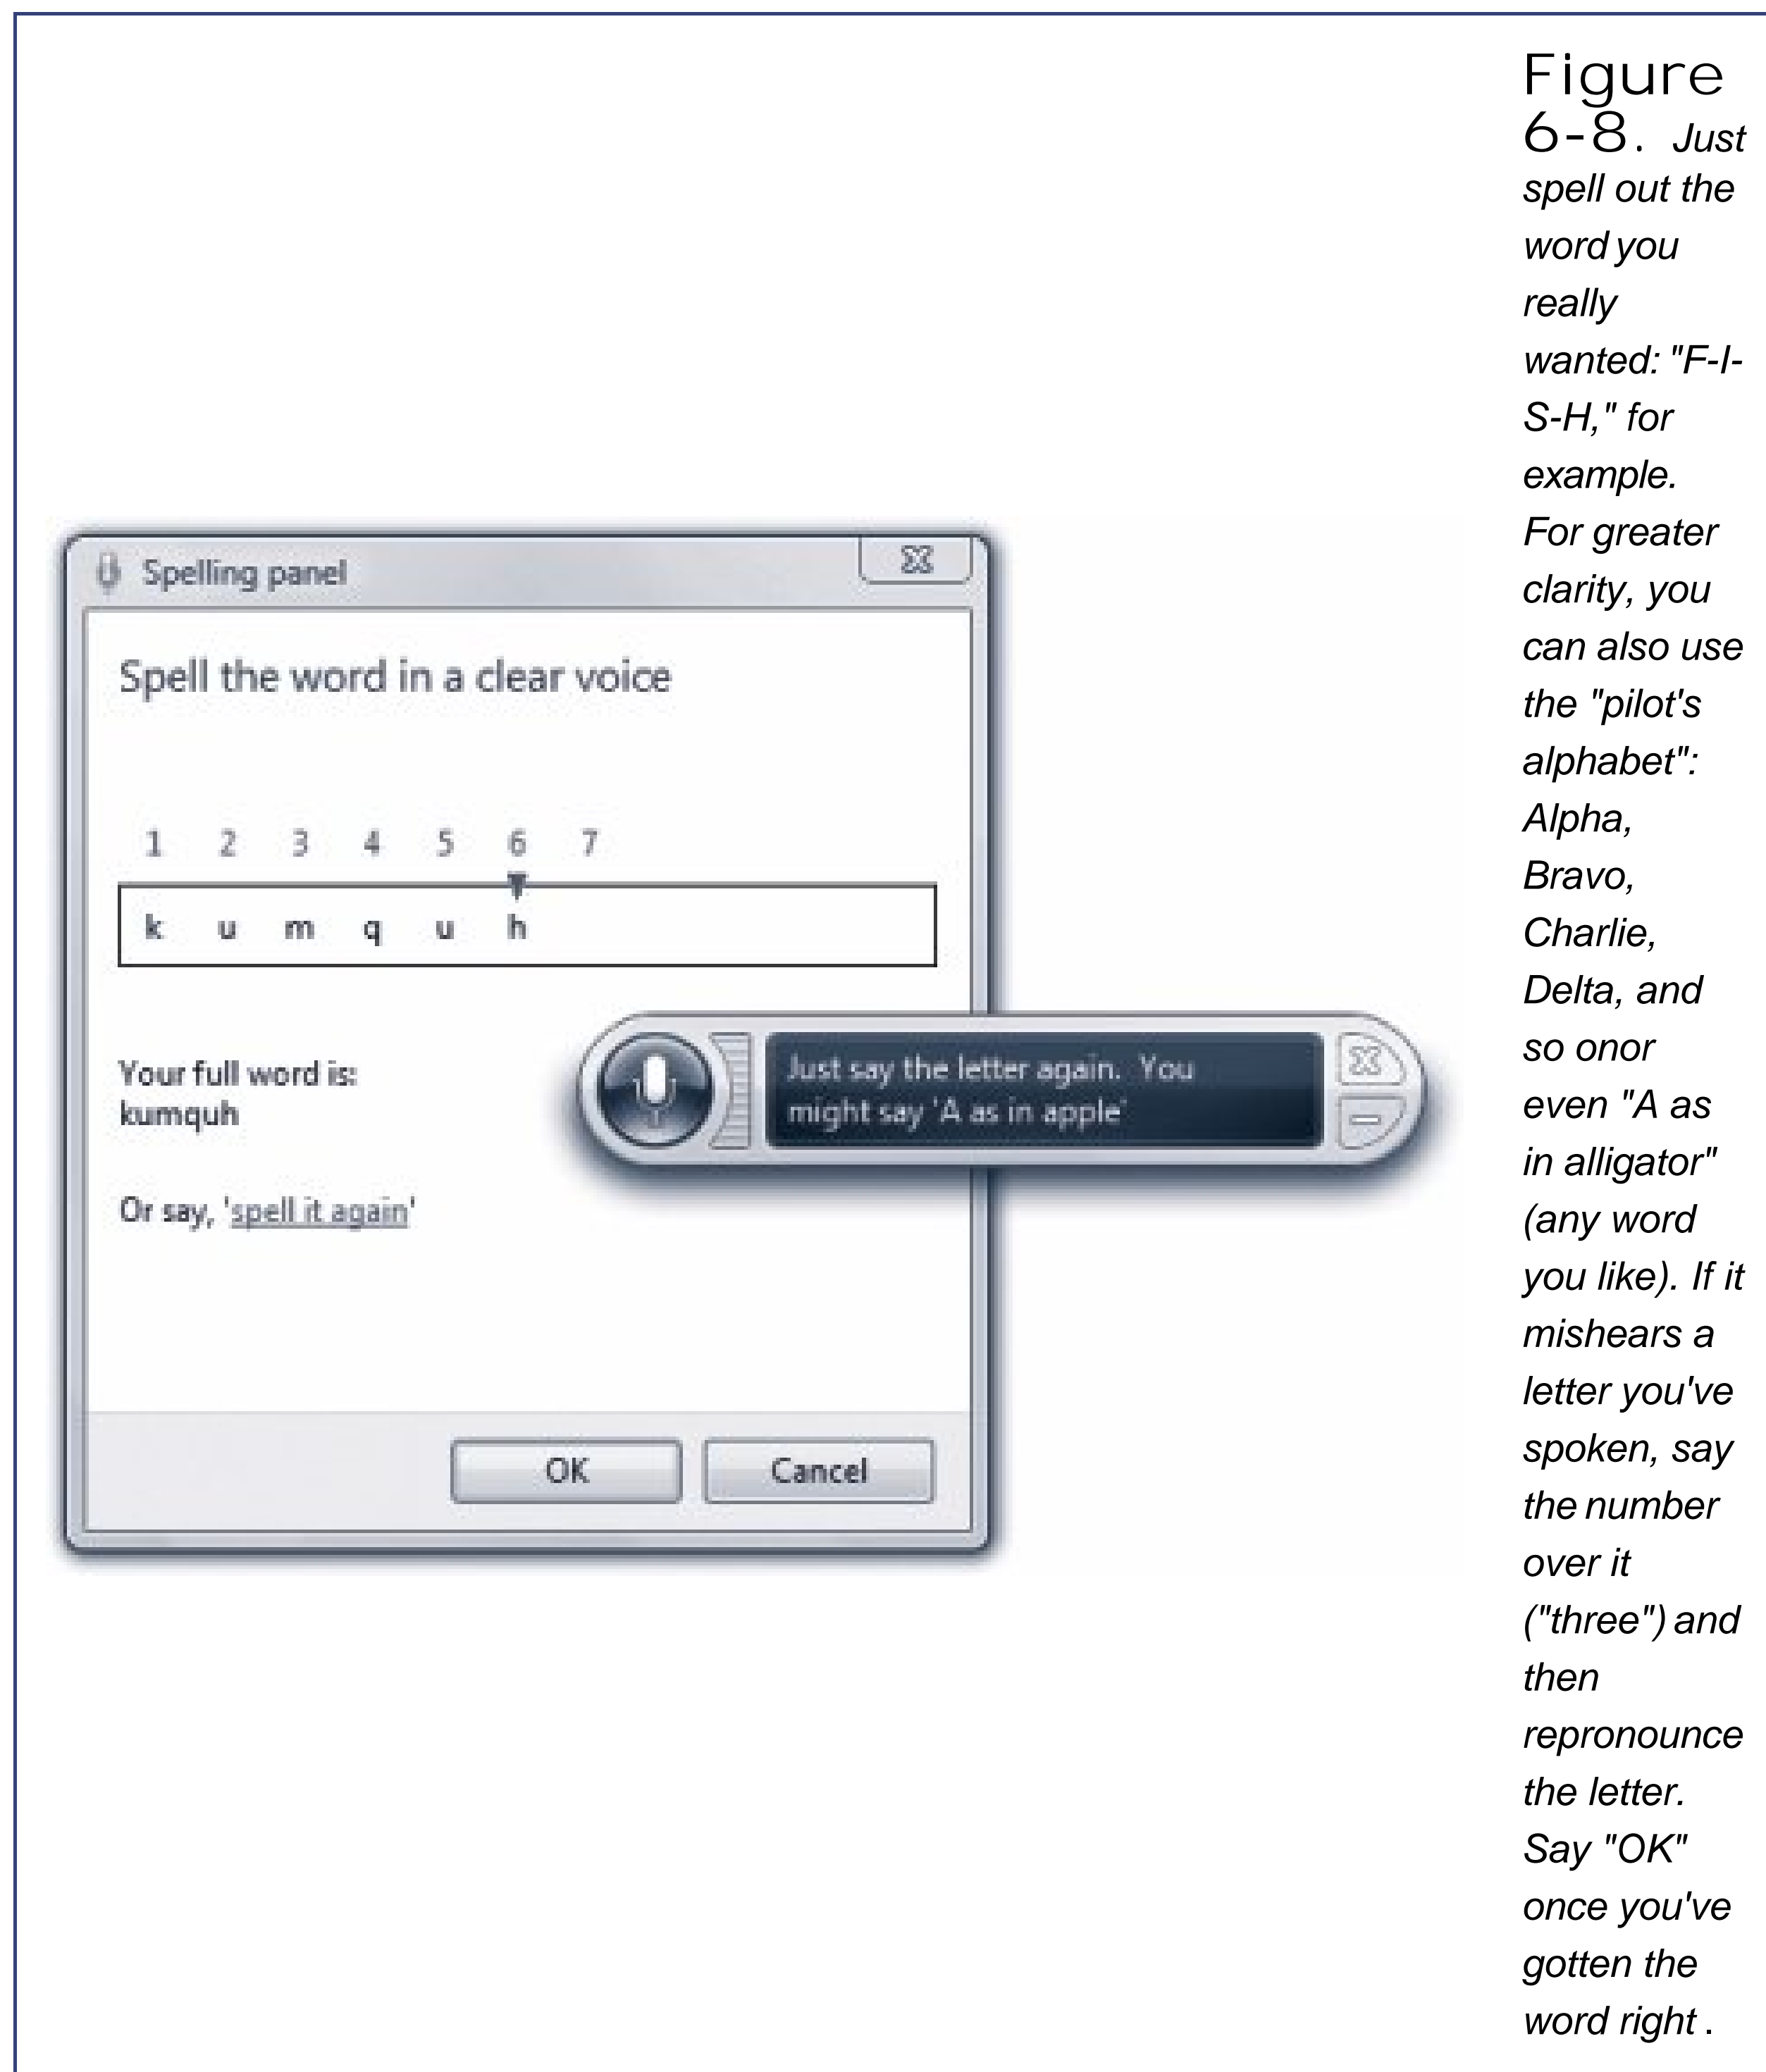 Figure
6-8. Just
spell out the
word you
really
wanted: "F-I-
S-H," for
example.
For greater
clarity, you
can also use
the "pilot's
alphabet":
Alpha,
Bravo,
Charlie,
Delta, and
so onor
even "A as
in alligator"
(any word
you like). If it
mishears a
letter you've
spoken, say
the number
over it
("three") and
then
repronounce
the letter.
Say "OK"
once you've
gotten the
word right .
Spelling panel
Spell the word in a clear voice
1 2 3 4 5 6 7
k u m q u h
Your full word is:
kumquh
Or say, 'spell it again'
Just say the letter again. You
might say 'A as in apple'
OK Cancel